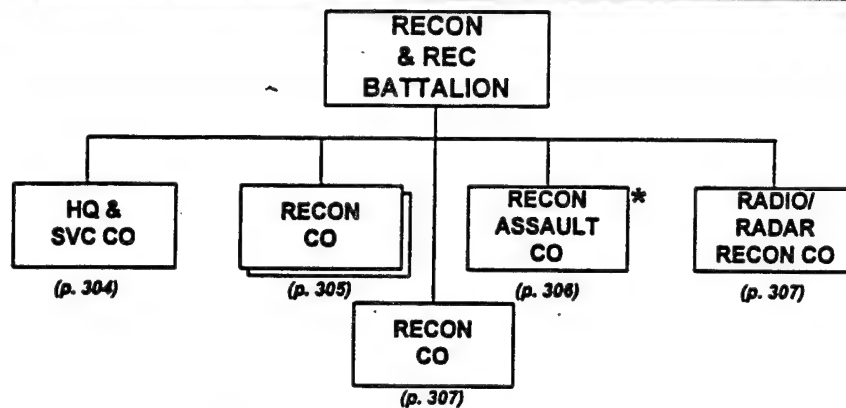 RECON
& REC
BATTALION
HQ &
SVC CO
(p. 304)
RECON
CO
(p. 305)
RECON
ASSAULT
CO
*
(p. 306)
RADIO/
RADAR
RECON CO
(p. 307)
RECON
CO
(p. 307)